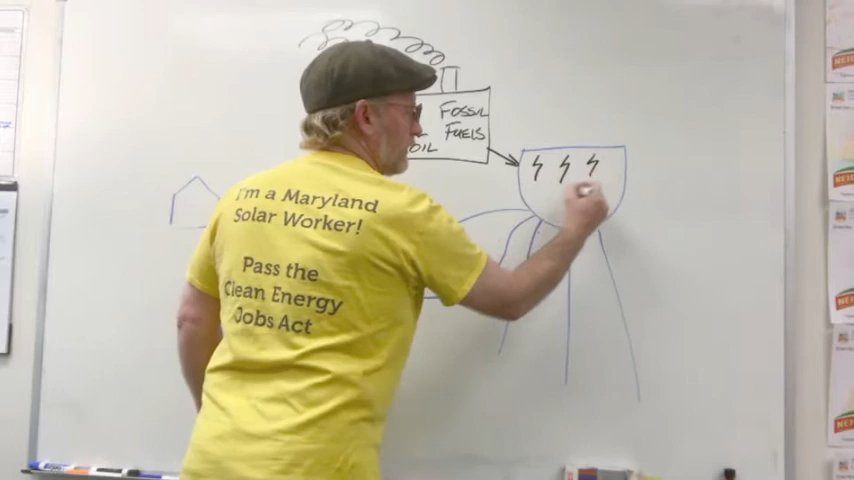 FOSSIL
FUELS
OIL
I'm a Maryland
Solar Worker!
Pass the
Clean Energy
Jobs Act